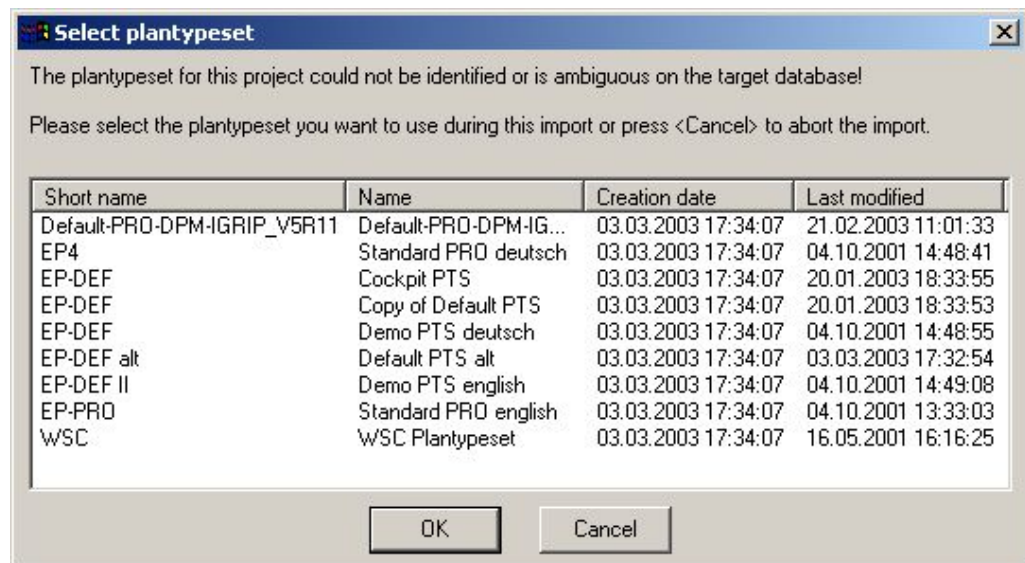 Select plantypeset
The plantypeset for this project could not be identified or is ambiguous on the target database!
Please select the plantypeset you want to use during this import or press <Cancel> to abort the import.
Short name Name Creation date Last modified
Default-PRO-DPM-IGRIP_V5R11 Default-PRO-DPM-IG... 03.03.2003 17:34:07 21.02.2003 11:01:33
EP4 Standard PRO deutsch 03.03.2003 17:34:07 04.10.2001 14:48:41
EP-DEF Cockpit PTS 03.03.2003 17:34:07 20.01.2003 18:33:55
EP-DEF Copy of Default PTS 03.03.2003 17:34:07 20.01.2003 18:33:53
EP-DEF Demo PTS deutsch 03.03.2003 17:34:07 04.10.2001 14:48:55
EP-DEF alt Default PTS alt 03.03.2003 17:34:07 03.03.2003 17:32:54
EP-DEF II Demo PTS english 03.03.2003 17:34:07 04.10.2001 14:49:08
EP-PRO Standard PRO english 03.03.2003 17:34:07 04.10.2001 13:33:03
WSC WSC Plantypeset 03.03.2003 17:34:07 16.05.2001 16:16:25
OK Cancel